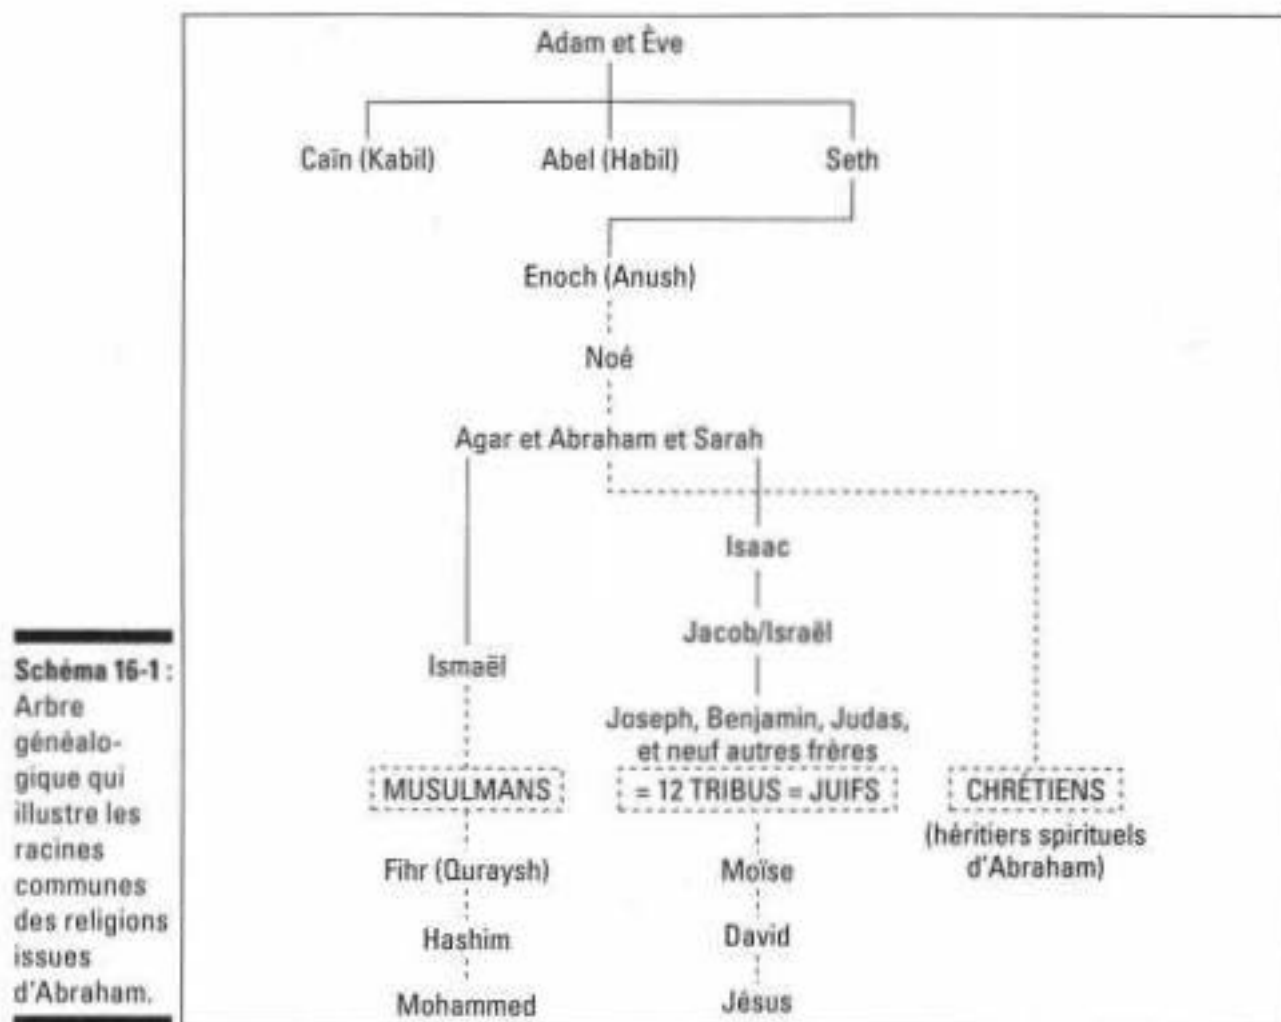 Adam et Ève
Caïn (Kabil) Abel (Habil) Seth
Enoch (Anush)
Noé
Agar et Abraham et Sarah
Isaac
Jacob/Israël
Ismaël
Joseph, Benjamin, Judas,
et neuf autres frères
MUSULMANS = 12 TRIBUS = JUIFS CHRÉTIENS
(héritiers spirituels
d'Abraham)
Fihr (Quraysh) Moïse
Hashim David
Mohammed Jésus
Schéma 16-1 :
Arbre
généalo-
gique qui
illustre les
racines
communes
des religions
issues
d'Abraham.